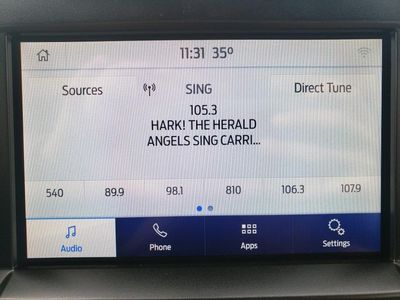 11:31 35°
Sources SING Direct Tune
105.3
HARK! THE HERALD
ANGELS SING CARRI...
540 89.9 98.1 810 106.3 107.9
Audio Phone Apps Settings